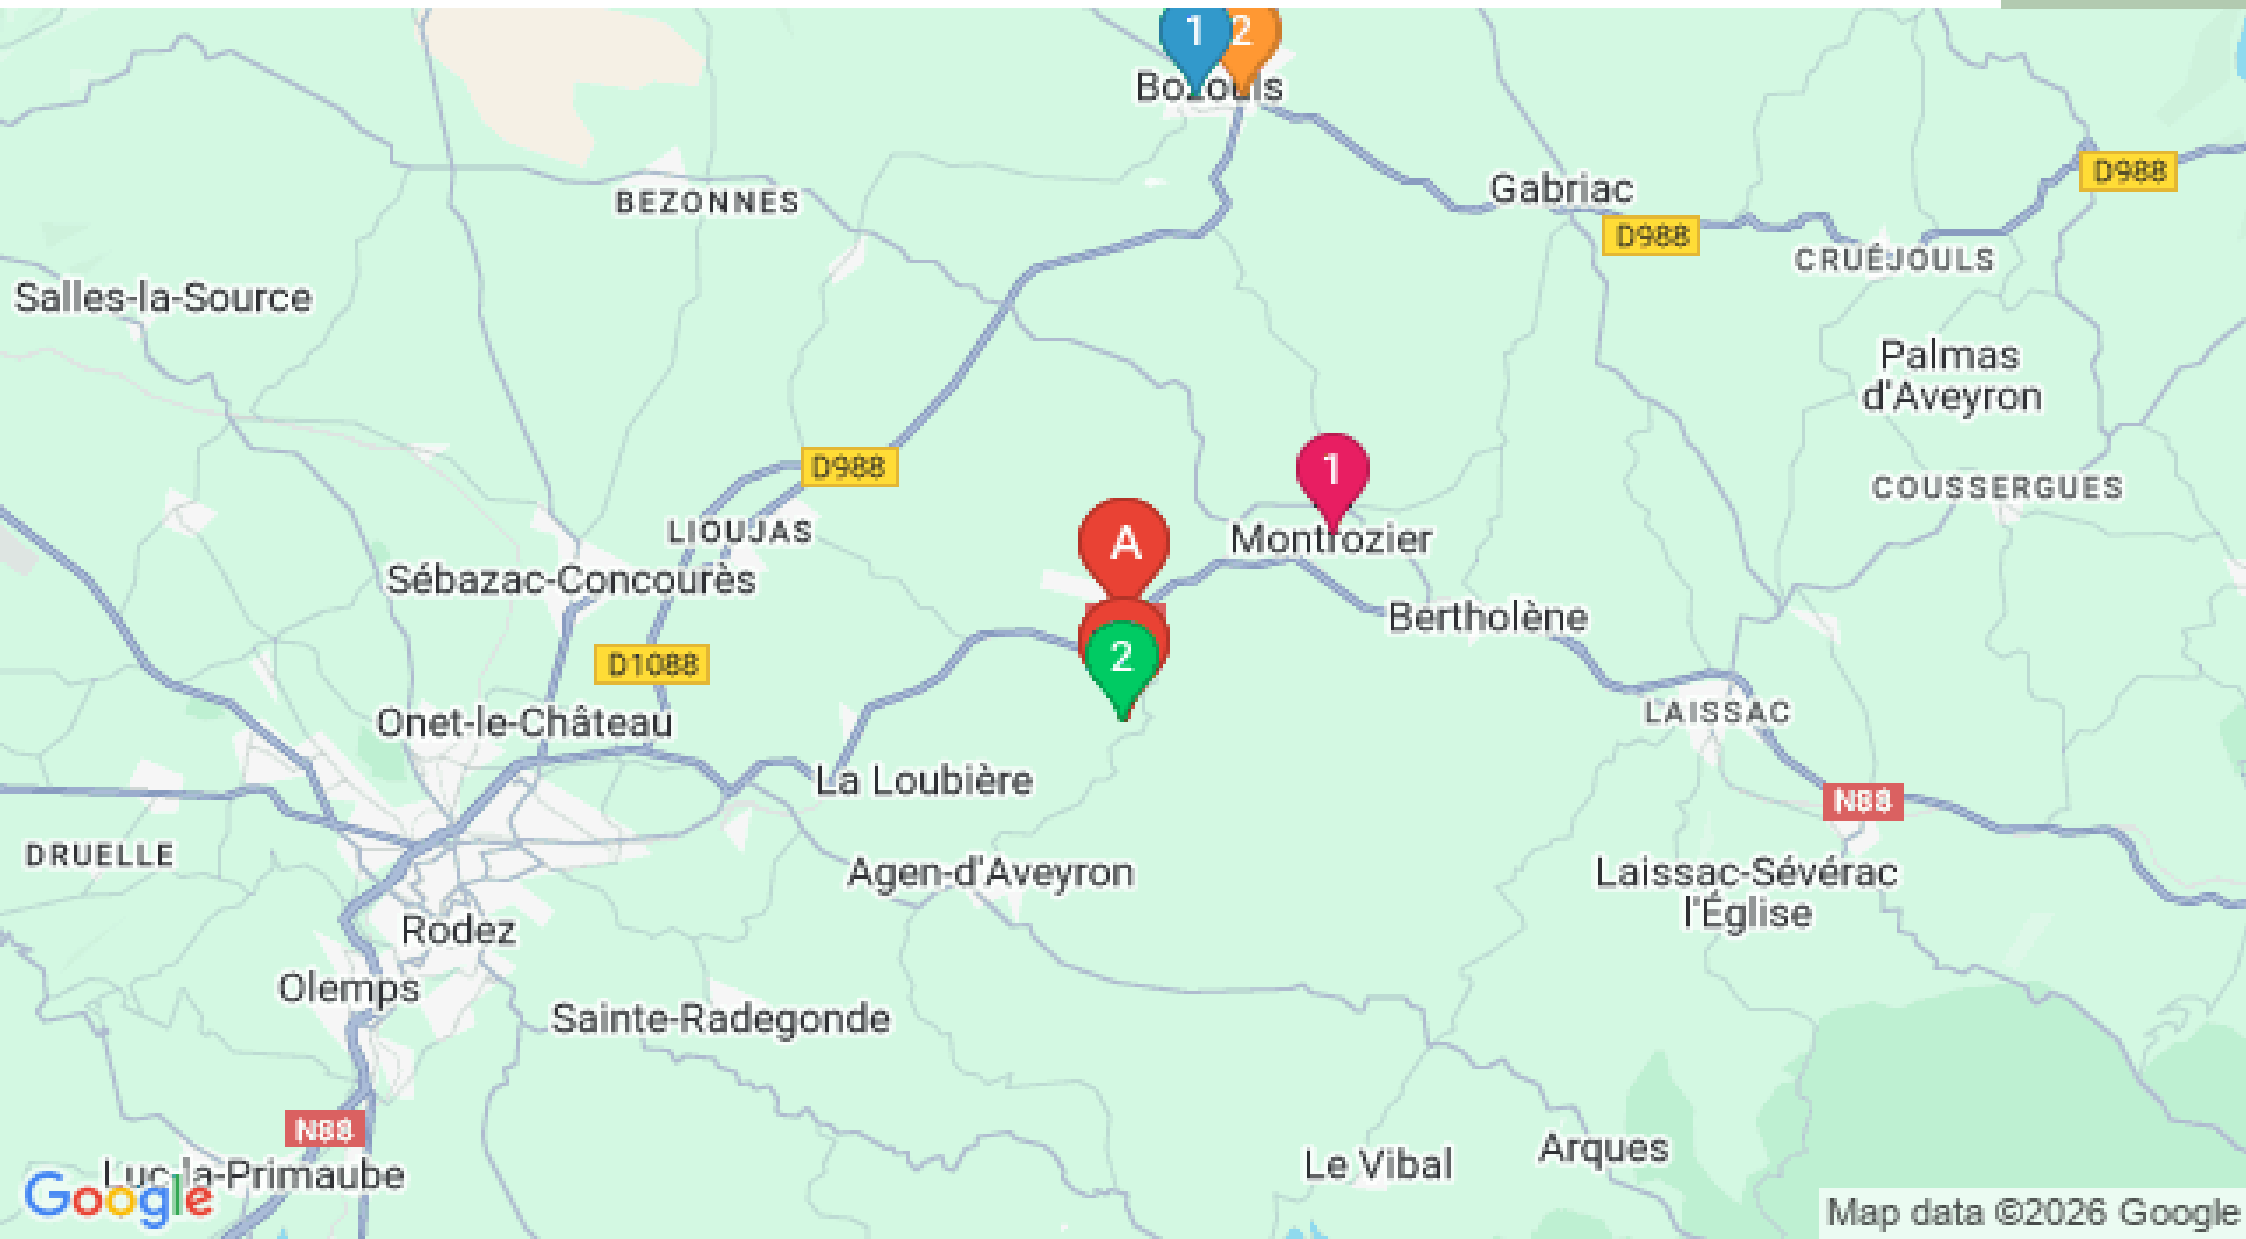 1
2
Bozouls
D988
BEZONNES
Gabriac
D988
CRUÉJOULS
Salles-la-Source
Palmas
d'Aveyron
D988
1
COUSSERGUES
LIOUJAS
A
Montrozier
Sébazac-Concourès
Bertholène
D1088
2
Onet-le-Château
LAISSAC
La Loubière
N88
DRUELLE
Agen-d'Aveyron
Laissac-Sévérac
l'Église
Rodez
Olemps
Sainte-Radegonde
N88
Arques
Le Vibal
Luc-la-Primaube
Google
Map data ©2026 Google